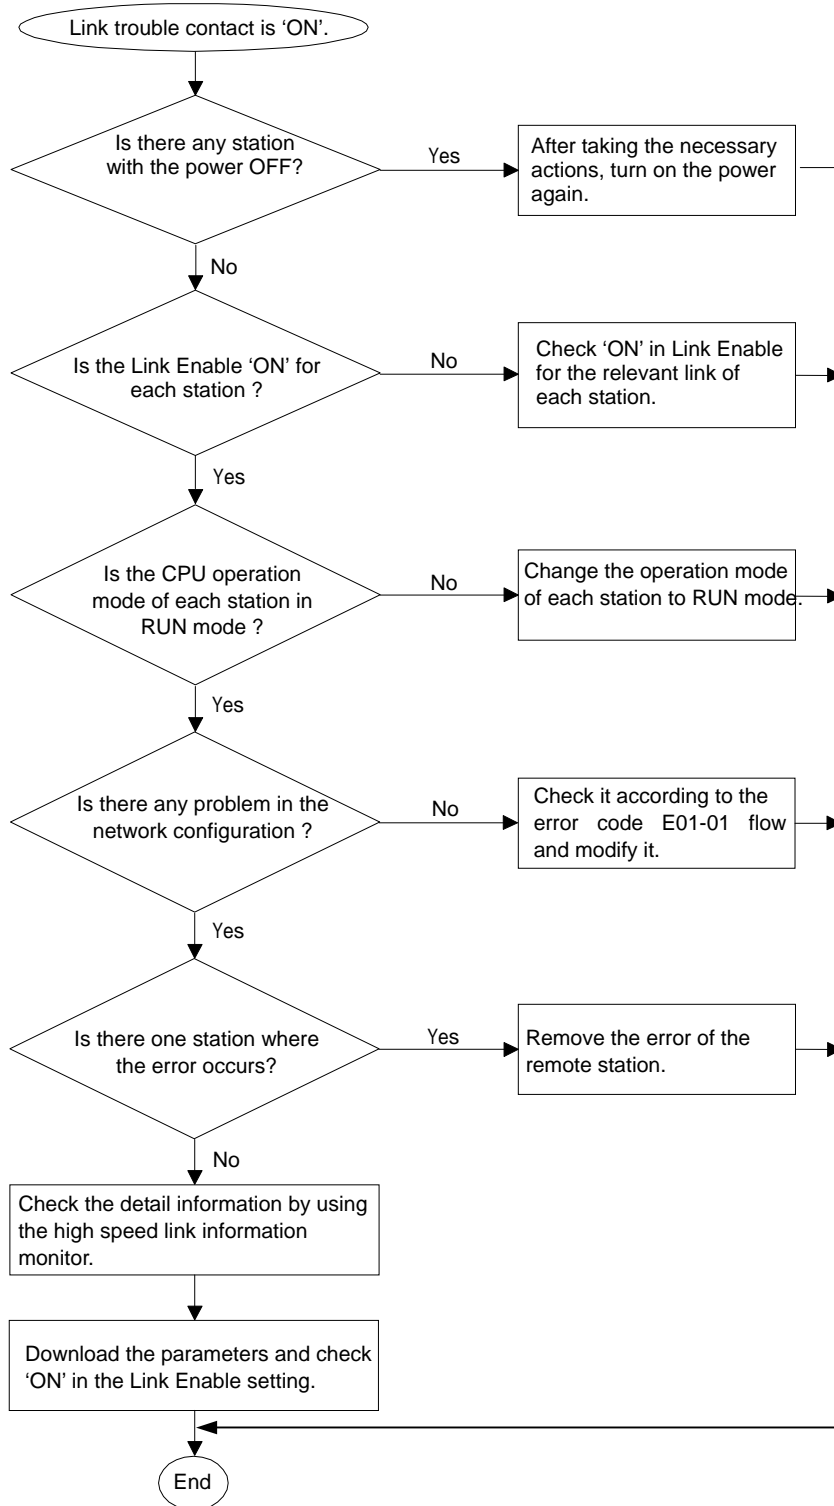 Link trouble contact is ‘ON’.
Is there any station
with the power OFF?
Yes
After taking the necessary
actions, turn on the power
again.
No
Is the Link Enable ‘ON’ for
each station ?
No
Check ‘ON’ in Link Enable
for the relevant link of
each station.
Yes
Is the CPU operation
mode of each station in
RUN mode ?
No
Change the operation mode
of each station to RUN mode.
Yes
Is there any problem in the
network configuration ?
No
Check it according to the
error code E01-01 flow
and modify it.
Yes
Is there one station where
the error occurs?
Yes
Remove the error of the
remote station.
No
Check the detail information by using
the high speed link information
monitor.
Download the parameters and check
‘ON’ in the Link Enable setting.
End